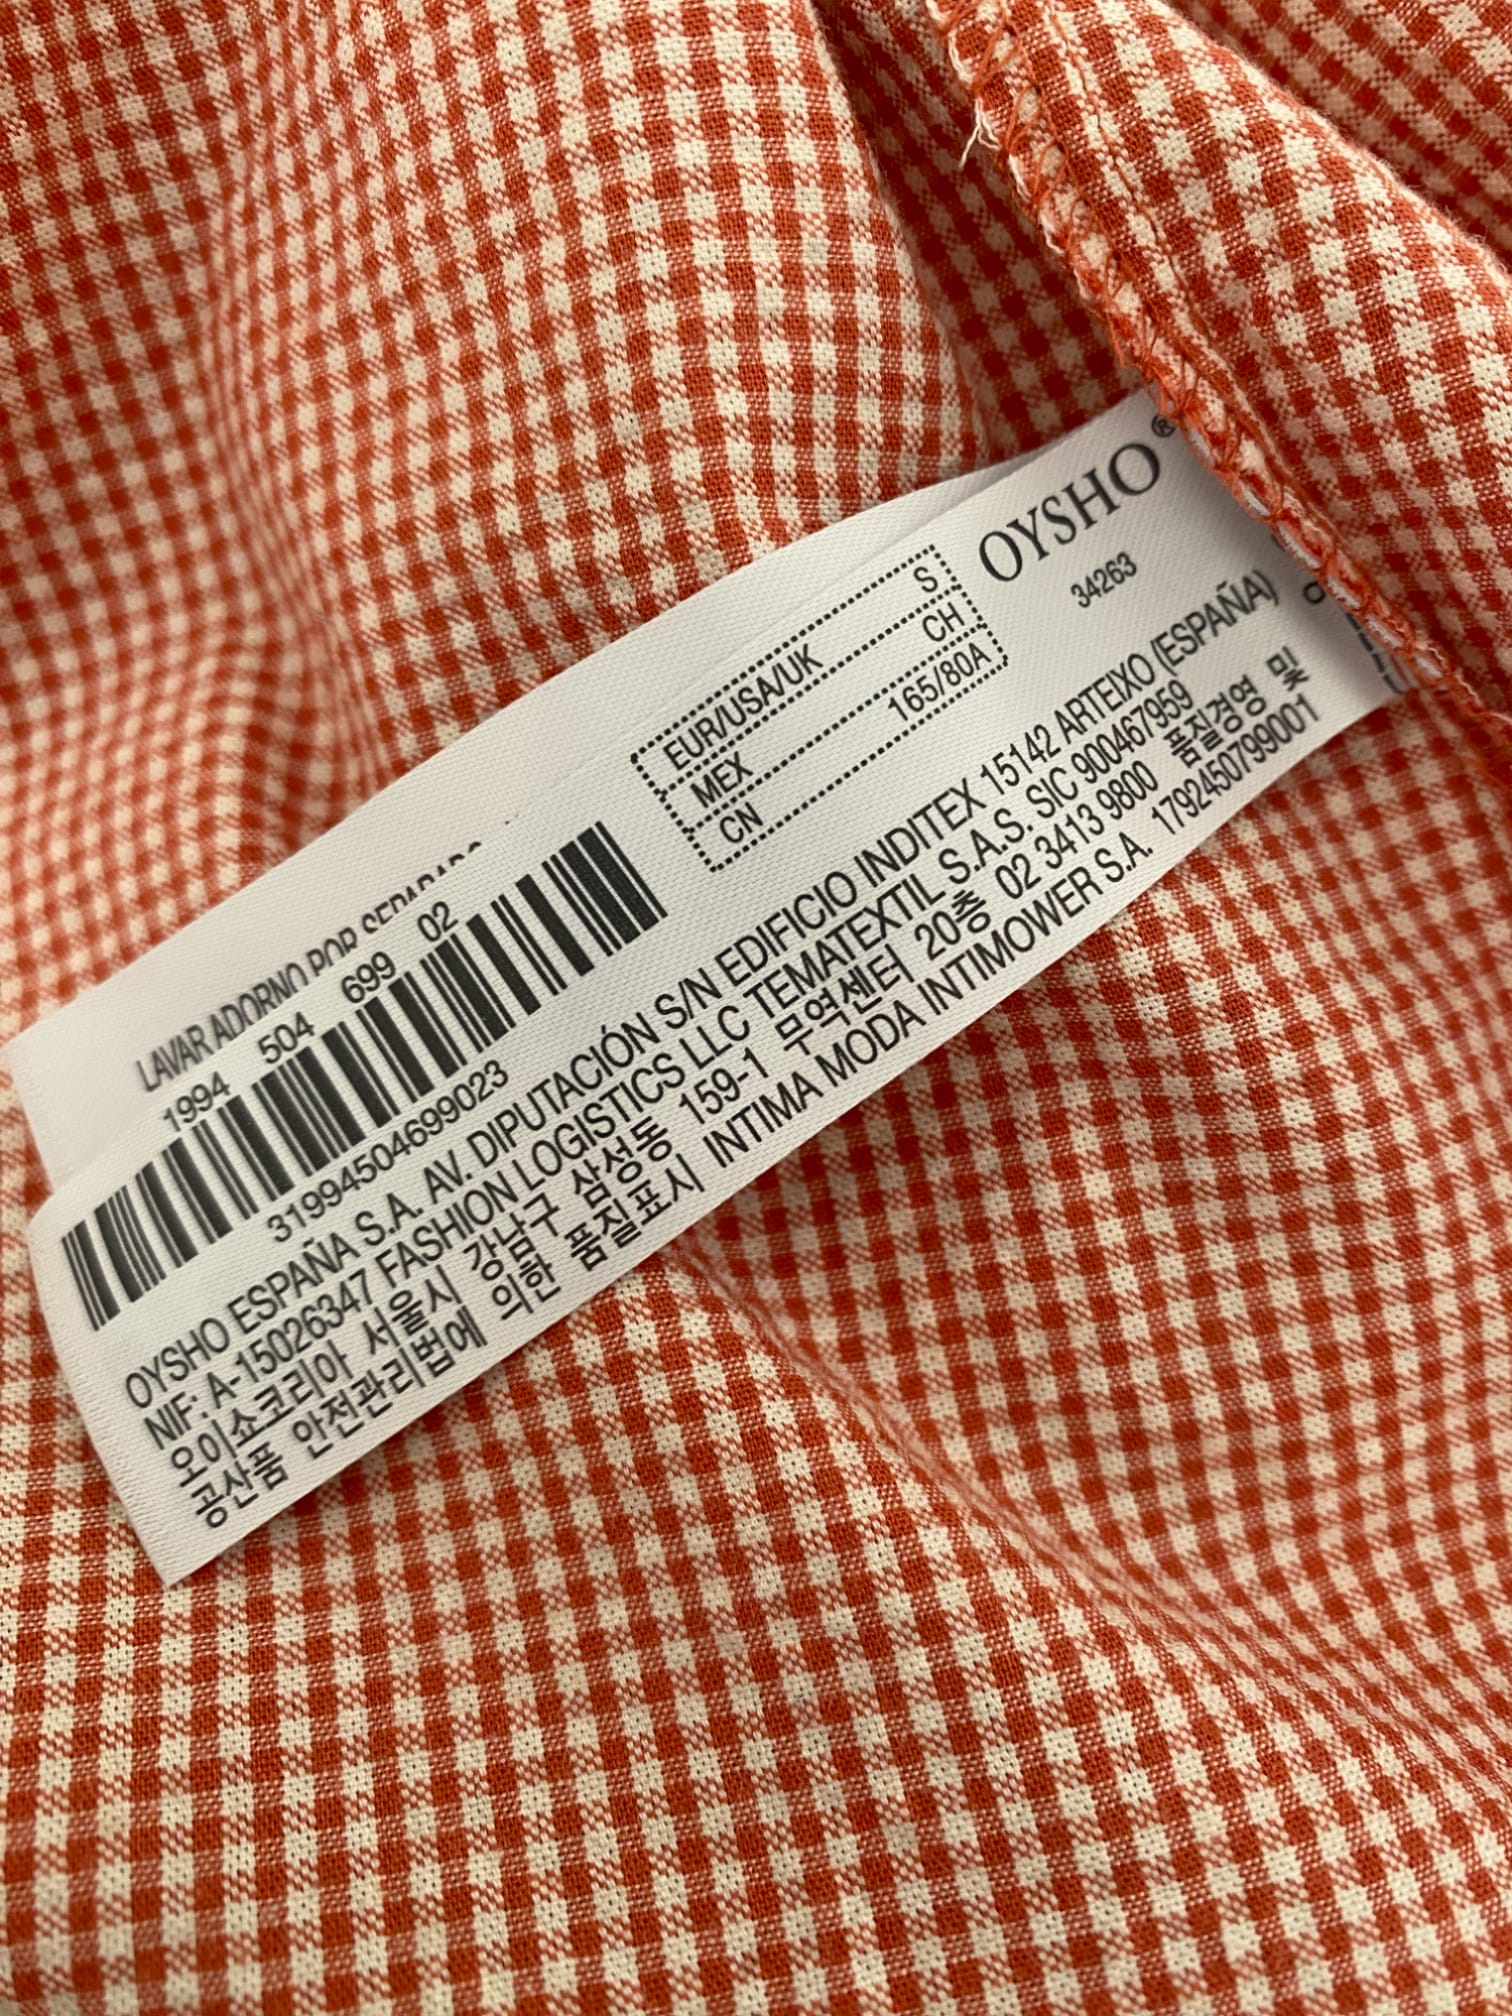 OYSHO®
34263
EUR/USA/UK S
MEX CH
CN 165/80A
LAVAR ADORNO POR SEPARADO
1994 504 699 02
31994504699023
OYSHO ESPAÑA S.A. AV. DIPUTACIÓN S/N EDIFICIO INDITEX 15142 ARTEIXO (ESPAÑA)
NIF: A-15026347 FASHION LOGISTICS LLC TEMATEXTIL S.A.S. SIC 900467959
오이쇼코리아 서울시 강남구 삼성동 159-1 무역센터 20층 02 3413 9800 품질경영 및
공산품 안전관리법에 의한 품질표시 INTIMA MODA INTIMOWER S.A. 1792450799001